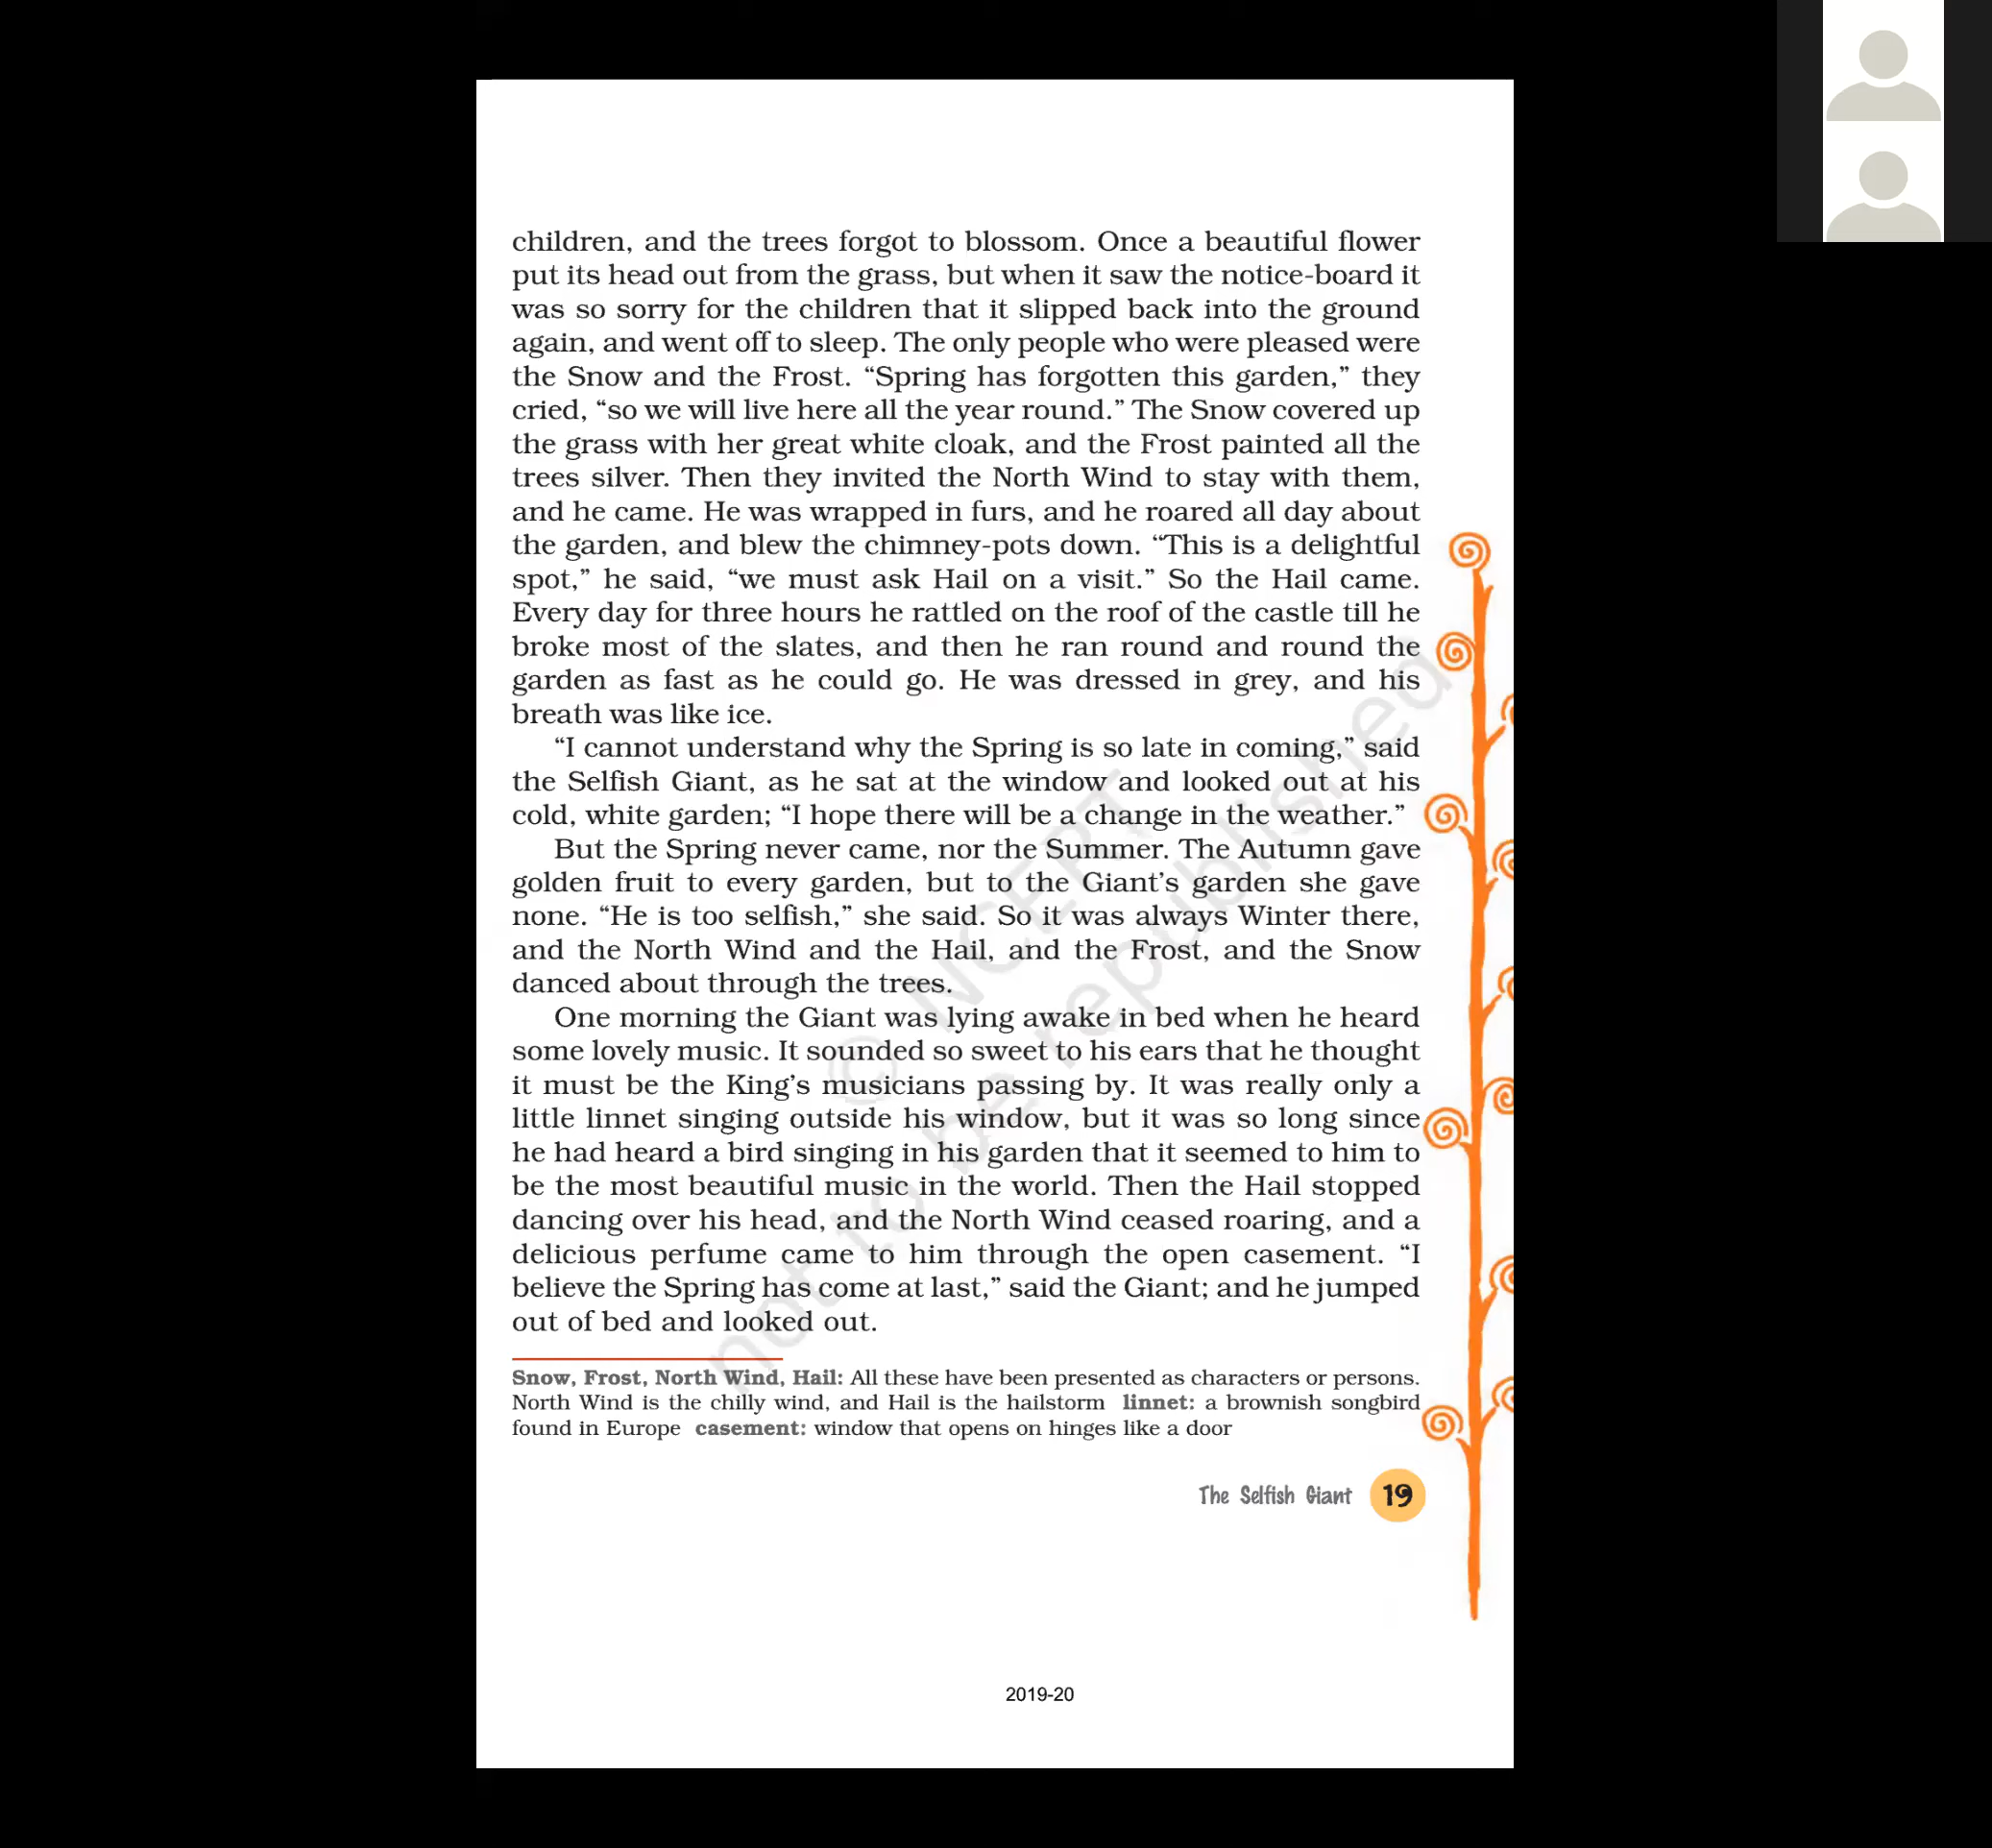 children, and the trees forgot to blossom. Once a beautiful flower
put its head out from the grass, but when it saw the notice-board it
was so sorry for the children that it slipped back into the ground
again, and went off to sleep. The only people who were pleased were
the Snow and the Frost. “Spring has forgotten this garden,” they
cried, “so we will live here all the year round.” The Snow covered up
the grass with her great white cloak, and the Frost painted all the
trees silver. Then they invited the North Wind to stay with them,
and he came. He was wrapped in furs, and he roared all day about
the garden, and blew the chimney-pots down. “This is a delightful
spot,” he said, “we must ask Hail on a visit.” So the Hail came.
Every day for three hours he rattled on the roof of the castle till he
broke most of the slates, and then he ran round and round the
garden as fast as he could go. He was dressed in grey, and his
breath was like ice.
“I cannot understand why the Spring is so late in coming,” said
the Selfish Giant, as he sat at the window and looked out at his
cold, white garden; “I hope there will be a change in the weather.”
But the Spring never came, nor the Summer. The Autumn gave
golden fruit to every garden, but to the Giant’s garden she gave
none. “He is too selfish,” she said. So it was always Winter there,
and the North Wind and the Hail, and the Frost, and the Snow
danced about through the trees.
One morning the Giant was lying awake in bed when he heard
some lovely music. It sounded so sweet to his ears that he thought
it must be the King’s musicians passing by. It was really only a
little linnet singing outside his window, but it was so long since
he had heard a bird singing in his garden that it seemed to him to
be the most beautiful music in the world. Then the Hail stopped
dancing over his head, and the North Wind ceased roaring, and a
delicious perfume came to him through the open casement. “I
believe the Spring has come at last,” said the Giant; and he jumped
out of bed and looked out.
Snow, Frost, North Wind, Hail: All these have been presented as characters or persons.
North Wind is the chilly wind, and Hail is the hailstorm linnet: a brownish songbird
found in Europe casement: window that opens on hinges like a door
The Selfish Giant 19
2019-20
© NCERT
not to be republished